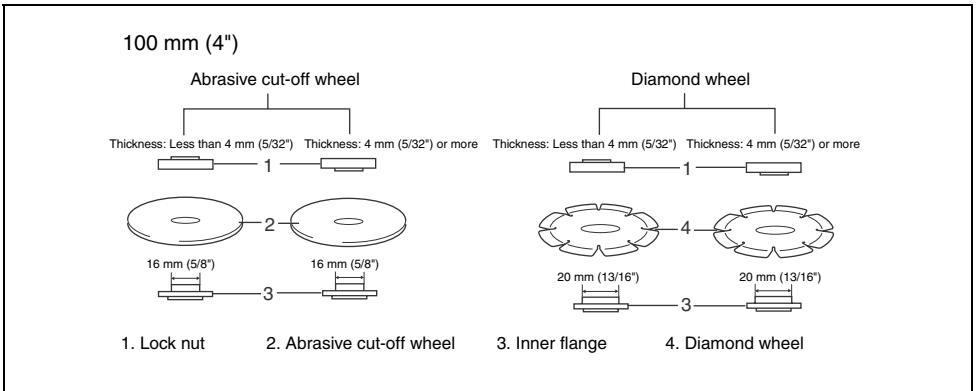 100 mm (4")
Abrasive cut-off wheel
Diamond wheel
Thickness: Less than 4 mm (5/32") Thickness: 4 mm (5/32") or more
Thickness: Less than 4 mm (5/32") Thickness: 4 mm (5/32") or more
1
1
2
4
16 mm (5/8") 16 mm (5/8")
20 mm (13/16") 20 mm (13/16")
3
3
1. Lock nut 2. Abrasive cut-off wheel 3. Inner flange 4. Diamond wheel